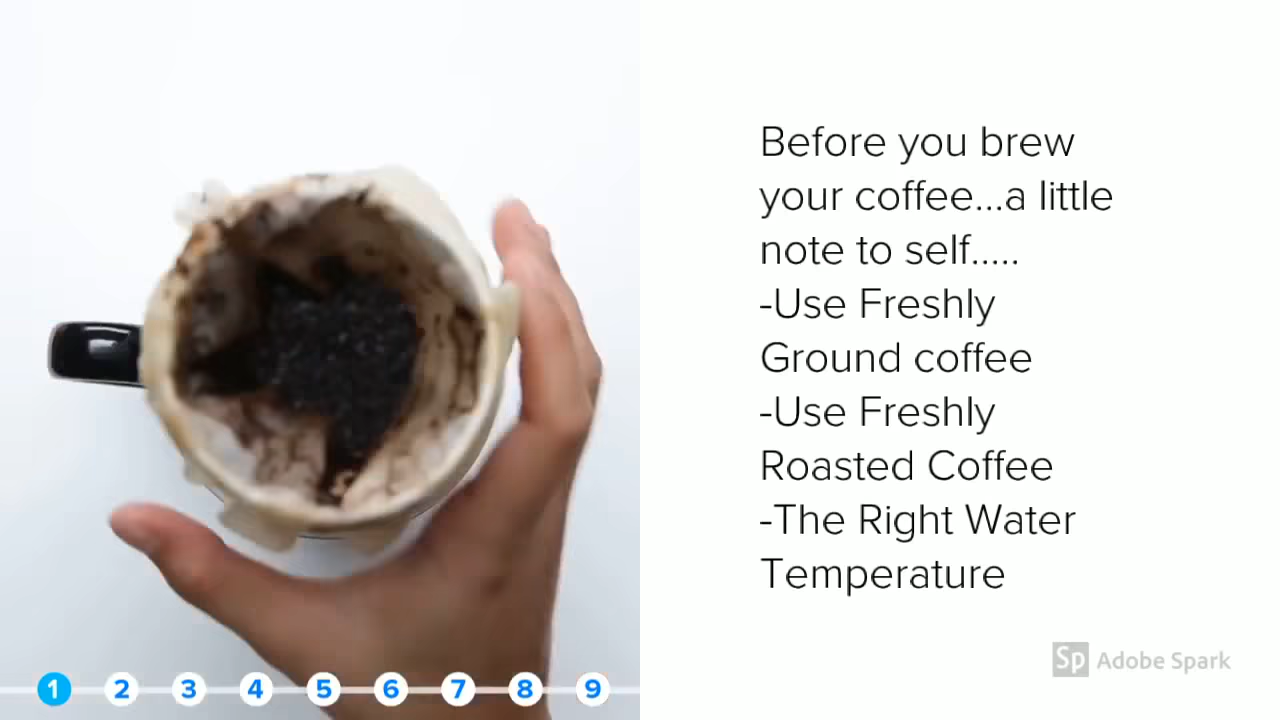 Before you brew
your coffee...a little
note to self.....
-Use Freshly
Ground coffee
-Use Freshly
Roasted Coffee
-The Right Water
Temperature
Sp Adobe Spark
1 2 3 4 5 6 7 8 9